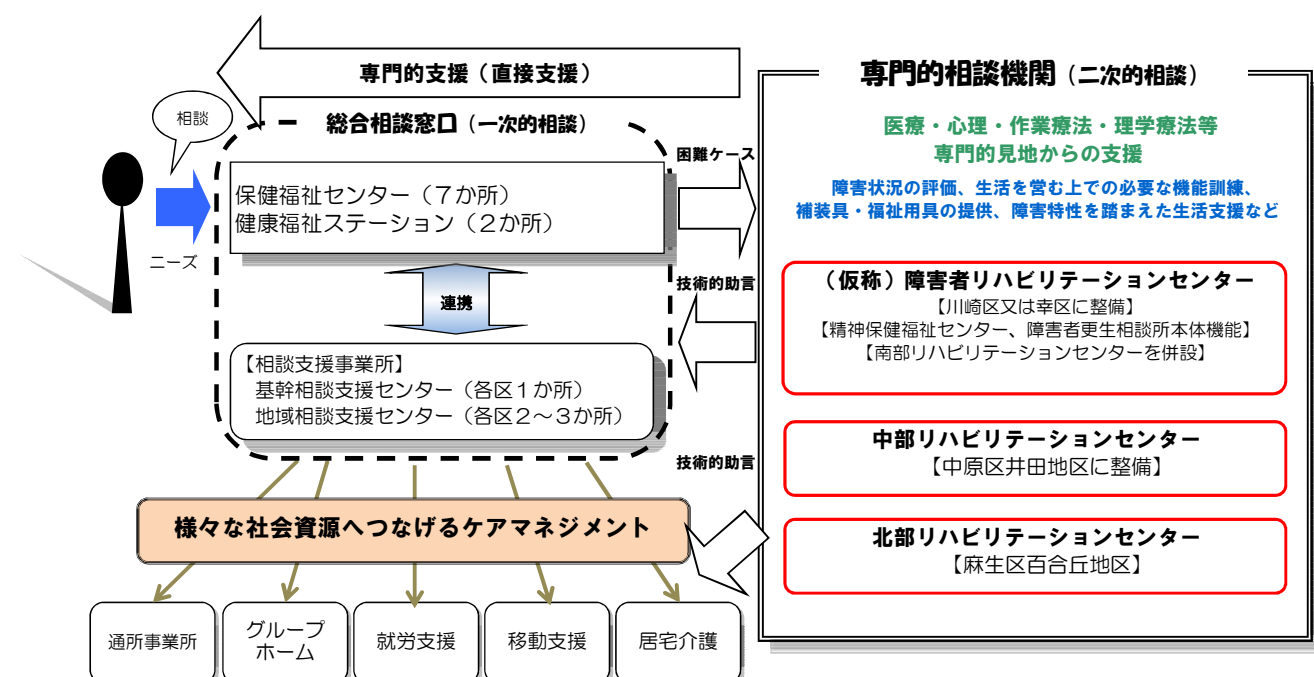 専門的支援(直接支援)
相談
総合相談窓口(一次的相談)
保健福祉センター(7か所)
健康福祉ステーション(2か所)
ニーズ
連携
【相談支援事業所】
基幹相談支援センター(各区1か所)
地域相談支援センター(各区2~3か所)
困難ケース
技術的助言
技術的助言
専門的相談機関(二次的相談)
医療・心理・作業療法・理学療法等
専門的見地からの支援
障害状況の評価、生活を営む上での必要な機能訓練、
補装具・福祉用具の提供、障害特性を踏まえた生活支援など
(仮称)障害者リハビリテーションセンター
【川崎区又は幸区に整備】
【精神保健福祉センター、障害者更生相談所本体機能】
【南部リハビリテーションセンターを併設】
中部リハビリテーションセンター
【中原区井田地区に整備】
北部リハビリテーションセンター
【麻生区百合丘地区】
様々な社会資源へつなげるケアマネジメント
通所事業所
グループ
ホーム
就労支援
移動支援
居宅介護